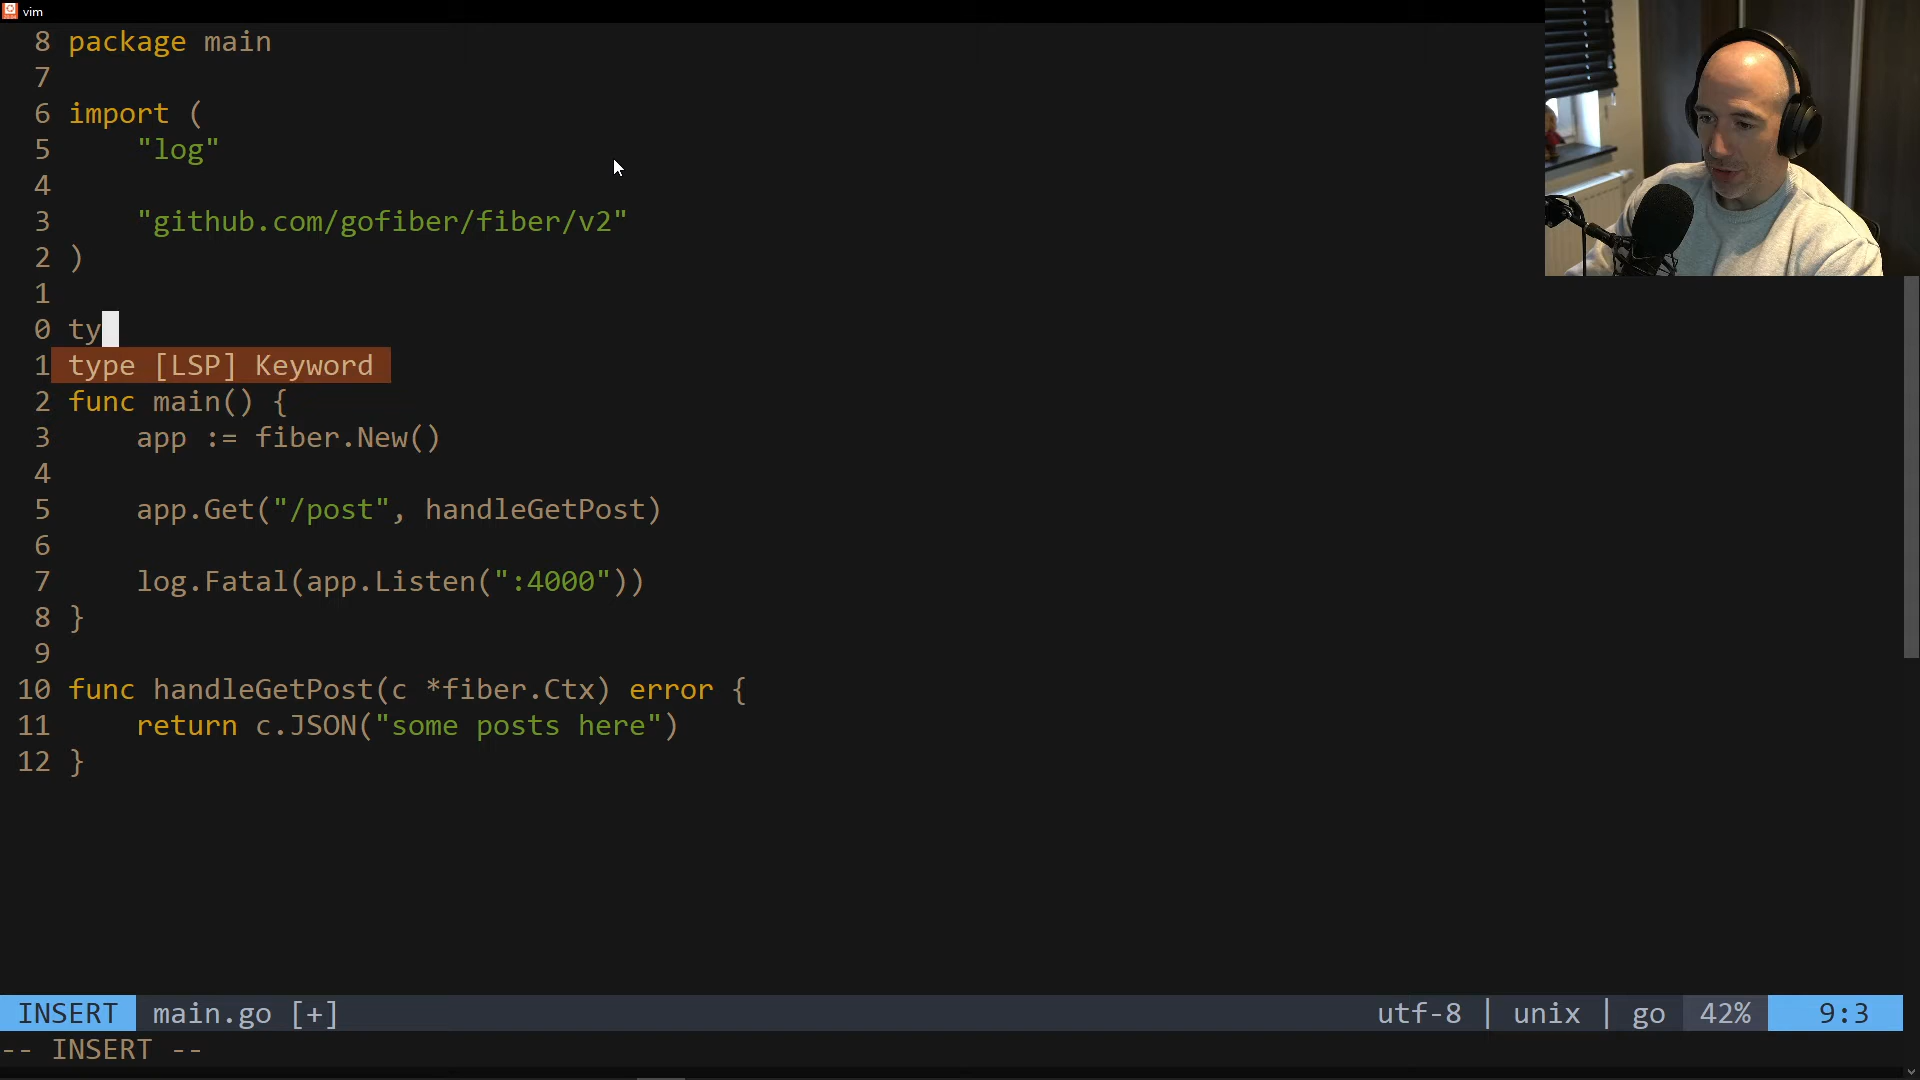 vim
8 package main
7
6 import (
5 "log"
4
3 "github.com/gofiber/fiber/v2"
2 )
1
0 ty
1 type [LSP] Keyword
2 func main() {
3 app := fiber.New()
4
5 app.Get("/post", handleGetPost)
6
7 log.Fatal(app.Listen(":4000"))
8 }
9
10 func handleGetPost(c *fiber.Ctx) error {
11 return c.JSON("some posts here")
12 }
INSERT main.go [+] utf-8 | unix | go 42% 9:3
-- INSERT --